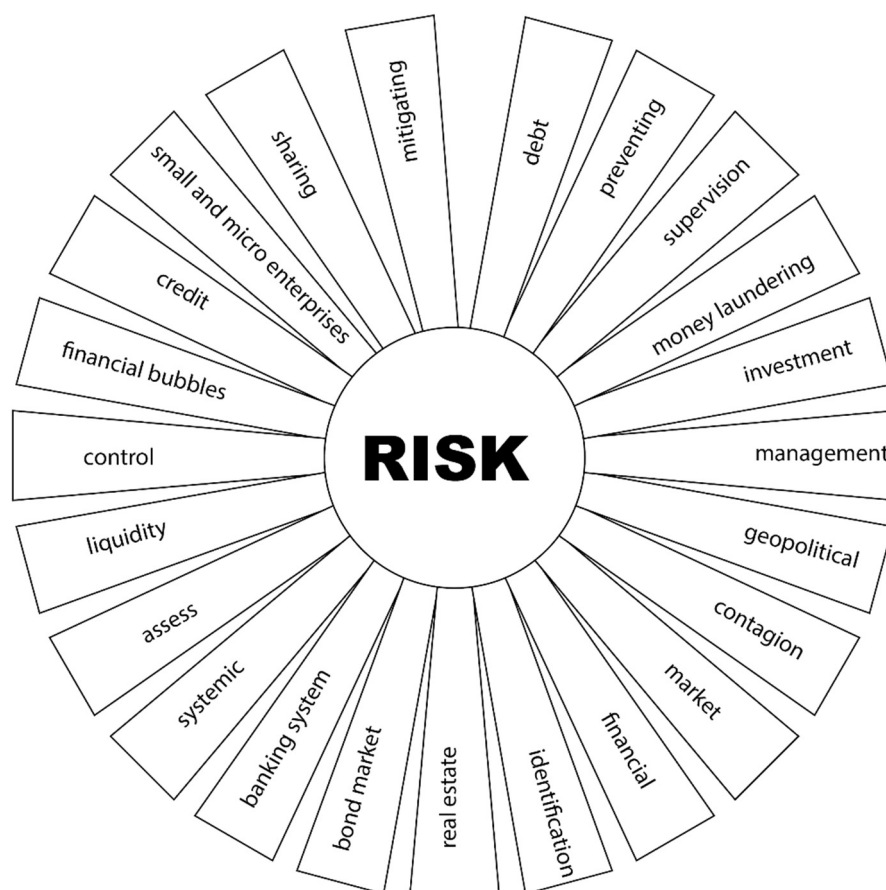 RISK
mitigating
debt
preventing
supervision
money laundering
investment
management
geopolitical
contagion
market
financial
identification
real estate
bond market
banking system
systemic
assess
liquidity
control
financial bubbles
credit
small and micro enterprises
sharing